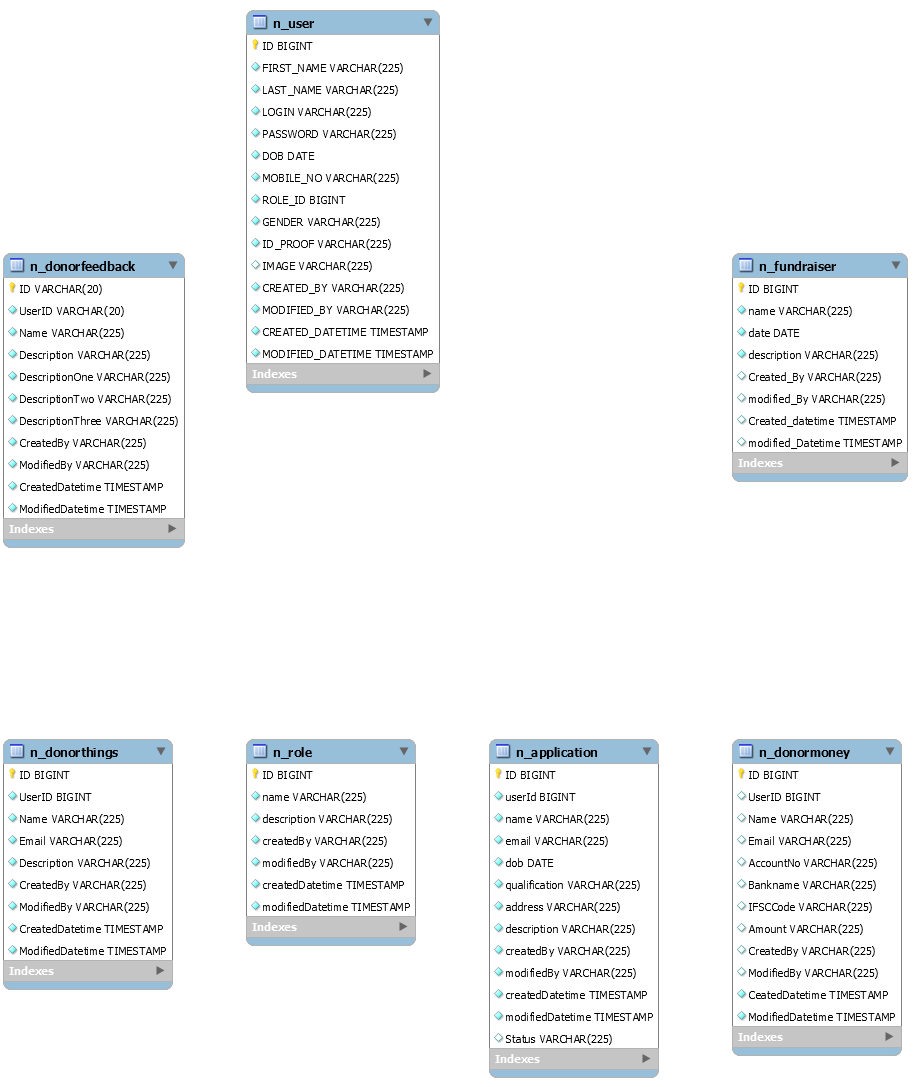 n_user
ID BIGINT
FIRST_NAME VARCHAR(225)
LAST_NAME VARCHAR(225)
LOGIN VARCHAR(225)
PASSWORD VARCHAR(225)
DOB DATE
MOBILE_NO VARCHAR(225)
ROLE_ID BIGINT
GENDER VARCHAR(225)
ID_PROOF VARCHAR(225)
IMAGE VARCHAR(225)
CREATED_BY VARCHAR(225)
MODIFIED_BY VARCHAR(225)
CREATED_DATETIME TIMESTAMP
MODIFIED_DATETIME TIMESTAMP
Indexes
n_donorfeedback
ID VARCHAR(20)
UserID VARCHAR(20)
Name VARCHAR(225)
Description VARCHAR(225)
DescriptionOne VARCHAR(225)
DescriptionTwo VARCHAR(225)
DescriptionThree VARCHAR(225)
CreatedBy VARCHAR(225)
ModifiedBy VARCHAR(225)
CreatedDatetime TIMESTAMP
ModifiedDatetime TIMESTAMP
Indexes
n_fundraiser
ID BIGINT
name VARCHAR(225)
date DATE
description VARCHAR(225)
Created_By VARCHAR(225)
modified_By VARCHAR(225)
Created_datetime TIMESTAMP
modified_Datetime TIMESTAMP
Indexes
n_donorthings
ID BIGINT
UserID BIGINT
Name VARCHAR(225)
Email VARCHAR(225)
Description VARCHAR(225)
CreatedBy VARCHAR(225)
ModifiedBy VARCHAR(225)
CreatedDatetime TIMESTAMP
ModifiedDatetime TIMESTAMP
Indexes
n_role
ID BIGINT
name VARCHAR(225)
description VARCHAR(225)
createdBy VARCHAR(225)
modifiedBy VARCHAR(225)
createdDatetime TIMESTAMP
modifiedDatetime TIMESTAMP
Indexes
n_application
ID BIGINT
userId BIGINT
name VARCHAR(225)
email VARCHAR(225)
dob DATE
qualification VARCHAR(225)
address VARCHAR(225)
description VARCHAR(225)
createdBy VARCHAR(225)
modifiedBy VARCHAR(225)
createdDatetime TIMESTAMP
modifiedDatetime TIMESTAMP
Status VARCHAR(225)
Indexes
n_donormoney
ID BIGINT
UserID BIGINT
Name VARCHAR(225)
Email VARCHAR(225)
AccountNo VARCHAR(225)
Bankname VARCHAR(225)
IFSCCode VARCHAR(225)
Amount VARCHAR(225)
CreatedBy VARCHAR(225)
ModifiedBy VARCHAR(225)
CeatedDatetime TIMESTAMP
ModifiedDatetime TIMESTAMP
Indexes